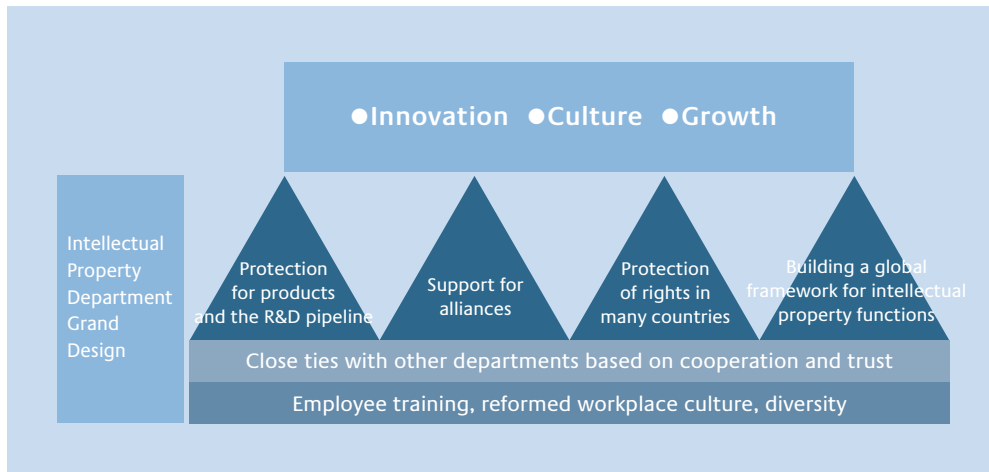 ●Innovation ●Culture ●Growth
Intellectual
Property
Department
Grand
Design
Protection
for products
and the R&D pipeline
Support for
alliances
Protection
of rights in
many countries
Building a global
framework for intellectual
property functions
Close ties with other departments based on cooperation and trust
Employee training, reformed workplace culture, diversity